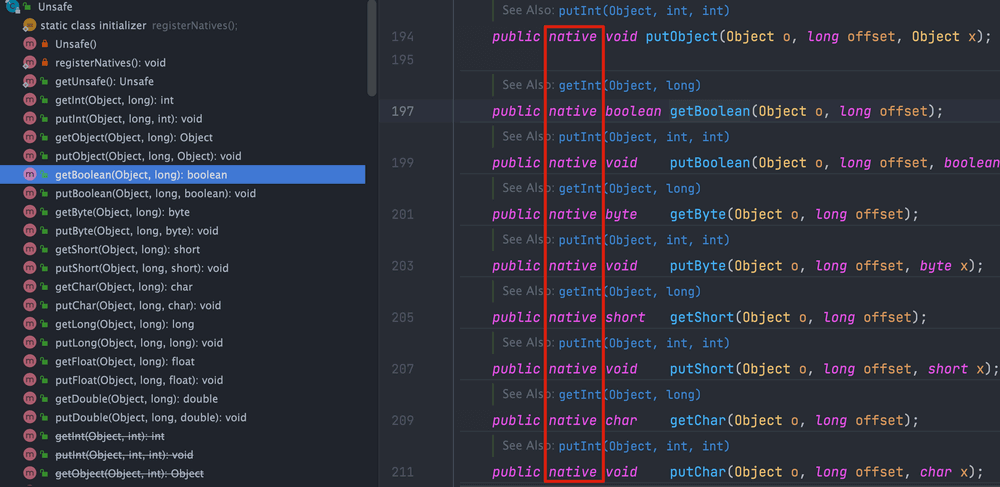 Unsafe
static class initializer registerNatives();
Unsafe()
registerNatives(): void
getUnsafe(): Unsafe
getInt(Object, long): int
putInt(Object, long, int): void
getObject(Object, long): Object
putObject(Object, long, Object): void
getBoolean(Object, long): boolean
putBoolean(Object, long, boolean): void
getByte(Object, long): byte
putByte(Object, long, byte): void
getShort(Object, long): short
putShort(Object, long, short): void
getChar(Object, long): char
putChar(Object, long, char): void
getLong(Object, long): long
putLong(Object, long, long): void
getFloat(Object, long): float
putFloat(Object, long, float): void
getDouble(Object, long): double
putDouble(Object, long, double): void
getInt(Object, int): int
putInt(Object, int, int): void
getObject(Object, int): Object
See Also: putInt(Object, int, int)
194 public native void putObject(Object o, long offset, Object x);
195
See Also: getInt(Object, long)
197 public native boolean getBoolean(Object o, long offset);
See Also: putInt(Object, int, int)
199 public native void putBoolean(Object o, long offset, boolean
See Also: getInt(Object, long)
201 public native byte getByte(Object o, long offset);
See Also: putInt(Object, int, int)
203 public native void putByte(Object o, long offset, byte x);
See Also: getInt(Object, long)
205 public native short getShort(Object o, long offset);
See Also: putInt(Object, int, int)
207 public native void putShort(Object o, long offset, short x);
See Also: getInt(Object, long)
209 public native char getChar(Object o, long offset);
See Also: putInt(Object, int, int)
211 public native void putChar(Object o, long offset, char x);